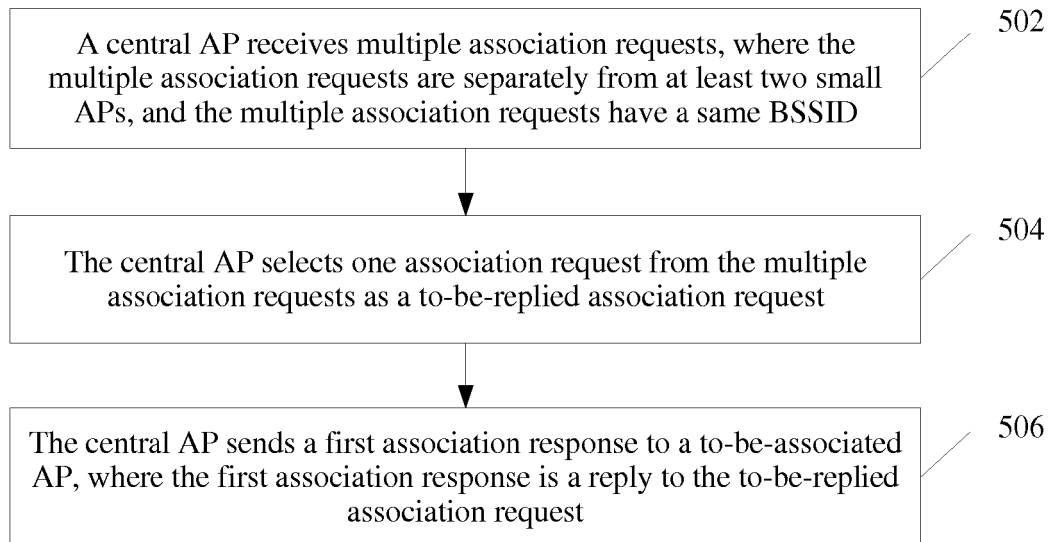 502
A central AP receives multiple association requests, where the
multiple association requests are separately from at least two small
APs, and the multiple association requests have a same BSSID
504
The central AP selects one association request from the multiple
association requests as a to-be-replied association request
506
The central AP sends a first association response to a to-be-associated
AP, where the first association response is a reply to the to-be-replied
association request